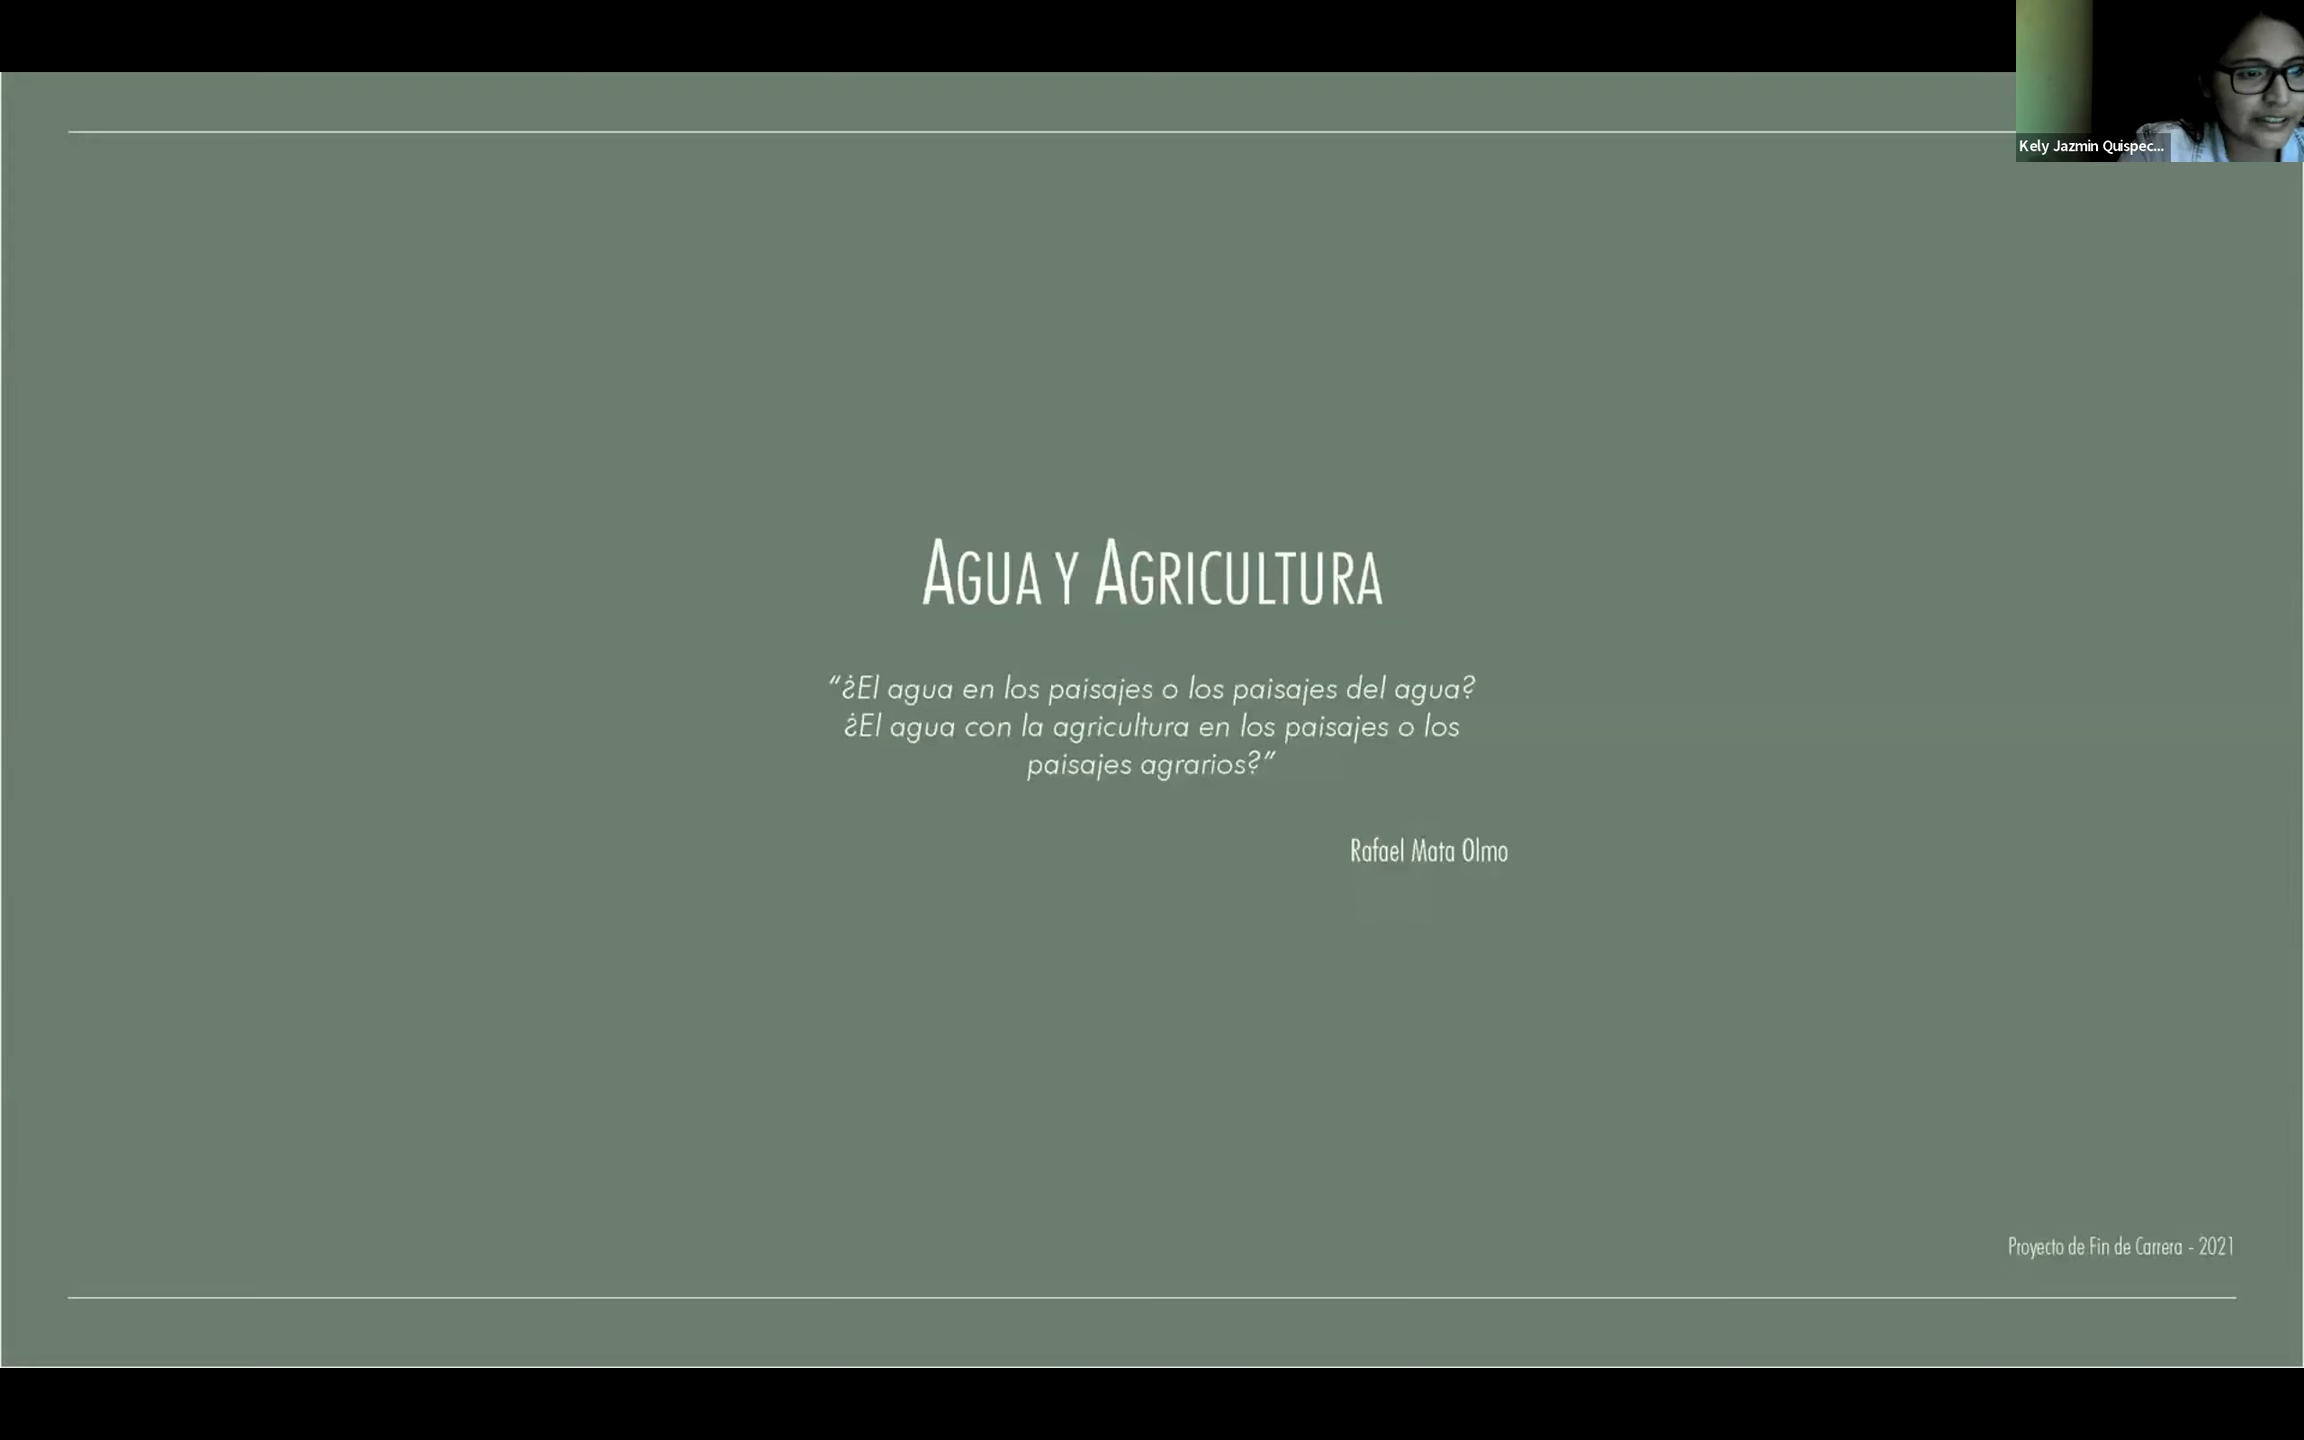 Kely Jazmin Quispec...
AGUA Y AGRICULTURA
"¿El agua en los paisajes o los paisajes del agua?
¿El agua con la agricultura en los paisajes o los
paisajes agrarios?"
Rafael Mata Olmo
Proyecto de Fin de Carrera - 2021